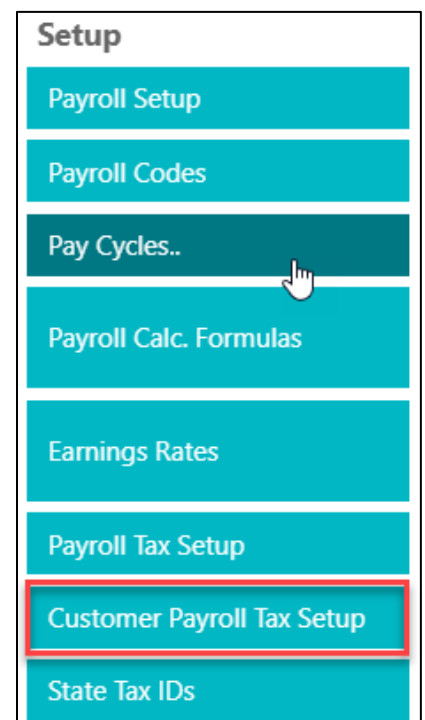 Setup
Payroll Setup
Payroll Codes
Pay Cycles..
Payroll Calc. Formulas
Earnings Rates
Payroll Tax Setup
Customer Payroll Tax Setup
State Tax IDs